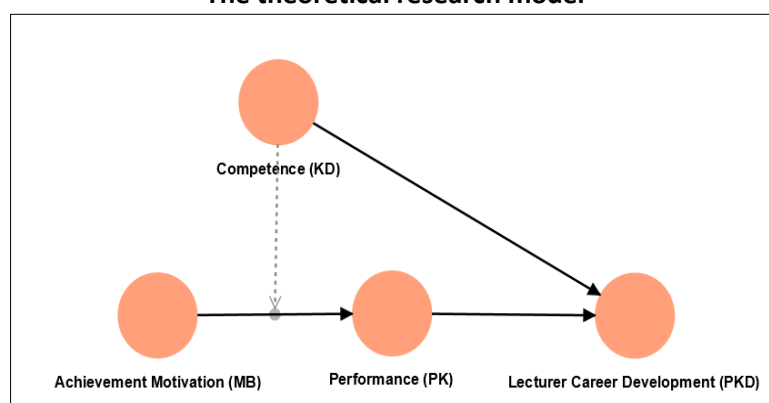 The theoretical research model
Competence (KD)
Achievement Motivation (MB)
Performance (PK)
Lecturer Career Development (PKD)